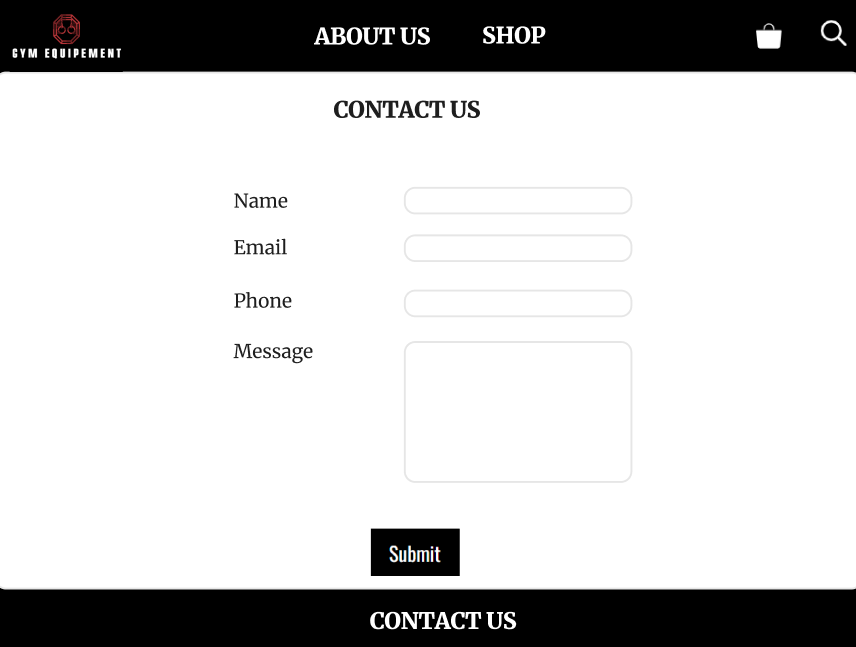 GYM EQUIPEMENT
ABOUT US SHOP
CONTACT US
Name
Email
Phone
Message
Submit
CONTACT US